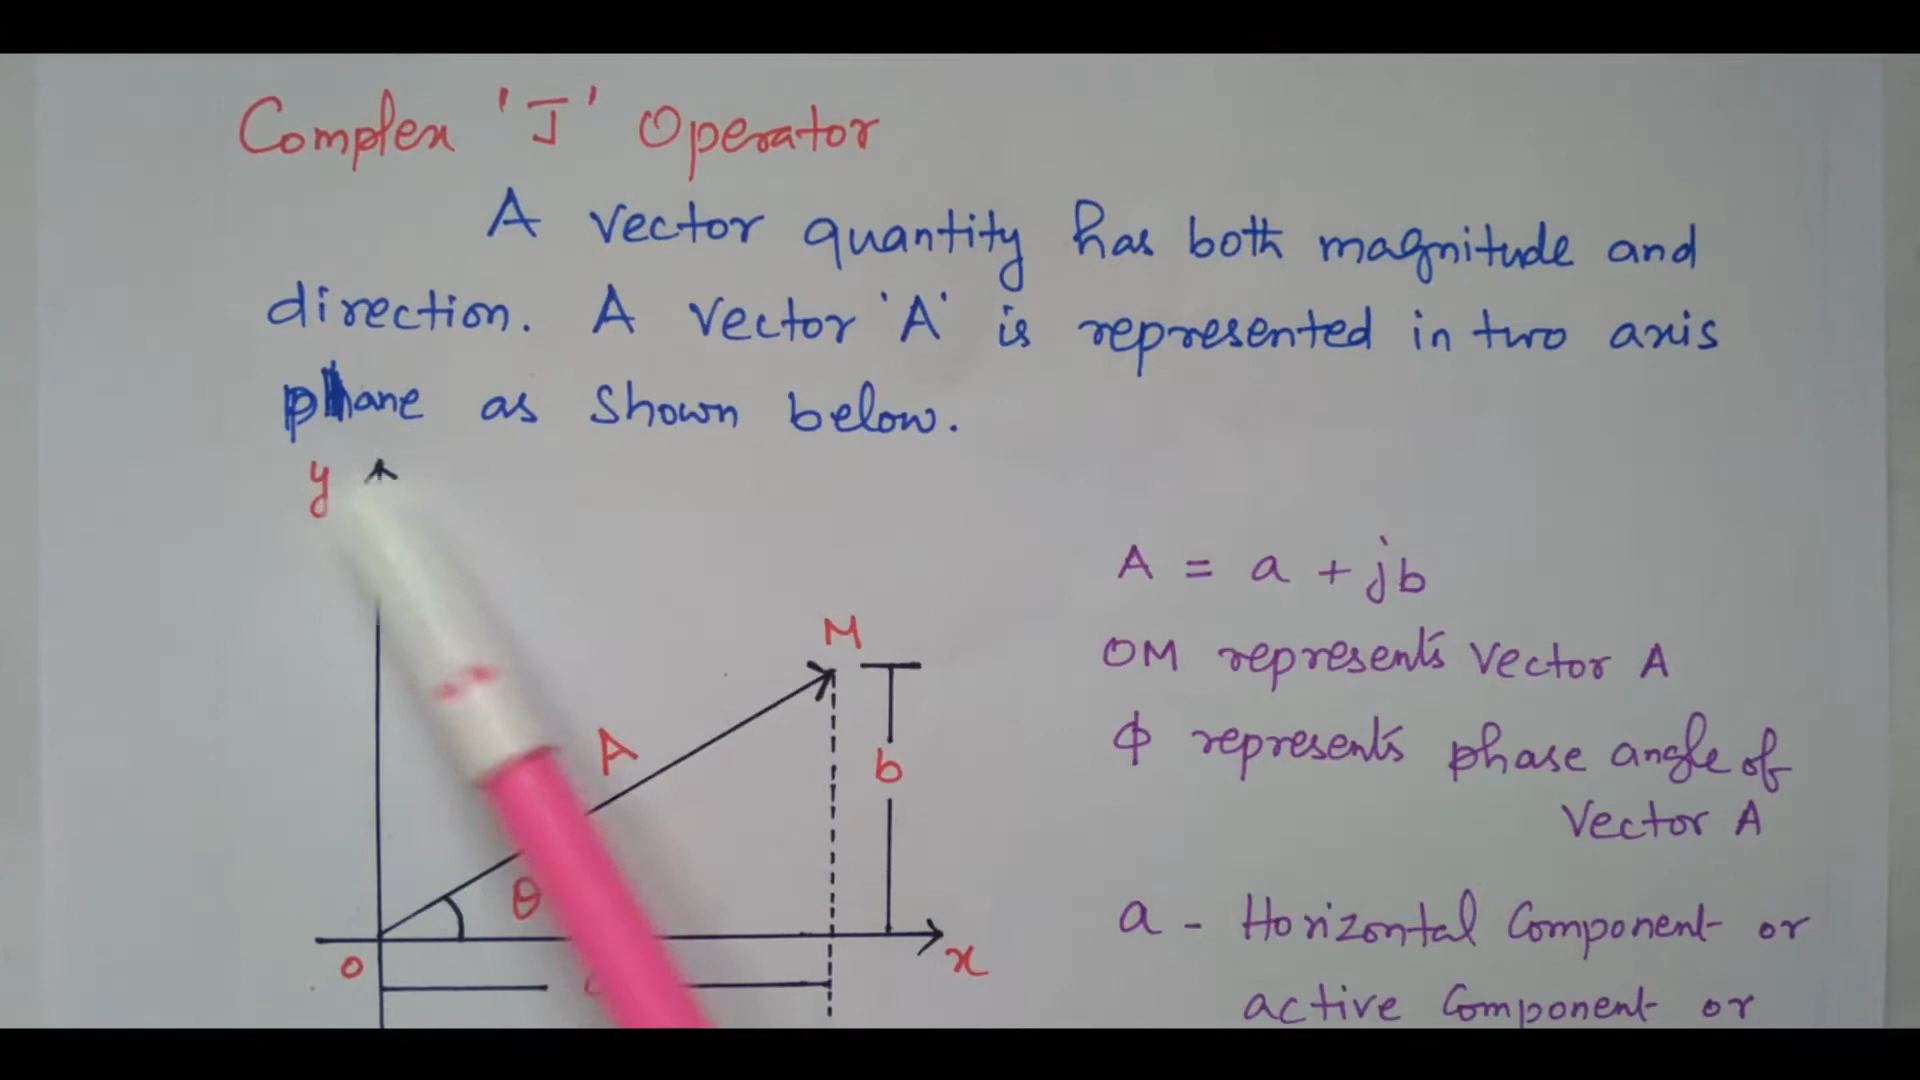 Complex 'J' Operator
A vector quantity has both magnitude and
direction. A vector 'A' is represented in two axis
plane as shown below.
y
A = a + jb
M
OM represents vector A
A
b
ϕ represents phase angle of
vector A
θ
a - Horizontal Component or
o
x
active Component or